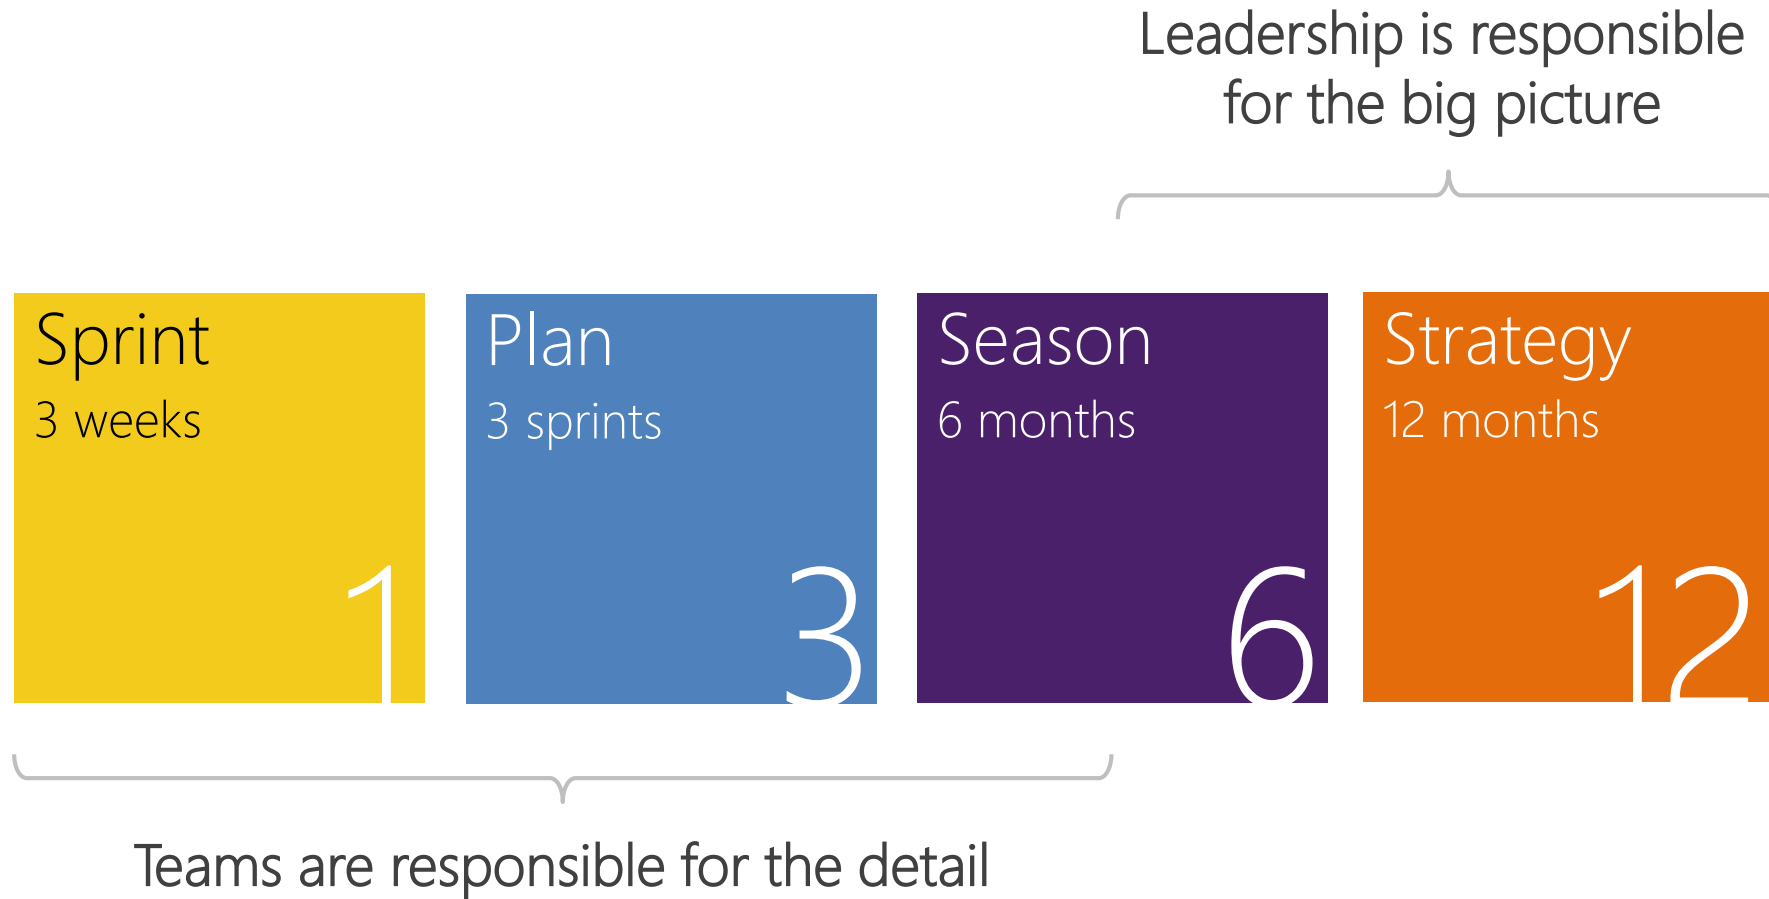 Leadership is responsible
for the big picture
Sprint
3 weeks
1
Plan
3 sprints
3
Season
6 months
6
Strategy
12 months
12
Teams are responsible for the detail